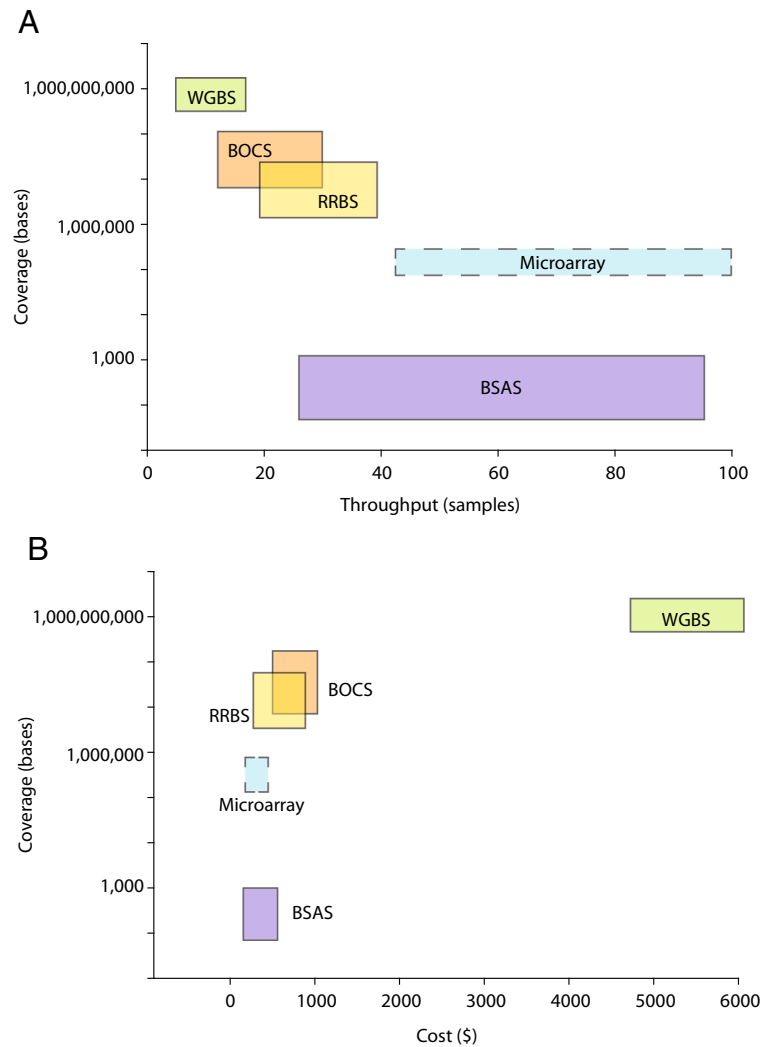 A
1,000,000,000
WGBS
BOCS
RRBS
1,000,000
Microarray
1,000
BSAS
Coverage (bases)
0 20 40 60 80 100
Throughput (samples)
B
1,000,000,000
WGBS
BOCS
RRBS
1,000,000
Microarray
1,000
BSAS
Coverage (bases)
0 1000 2000 3000 4000 5000 6000
Cost ($)